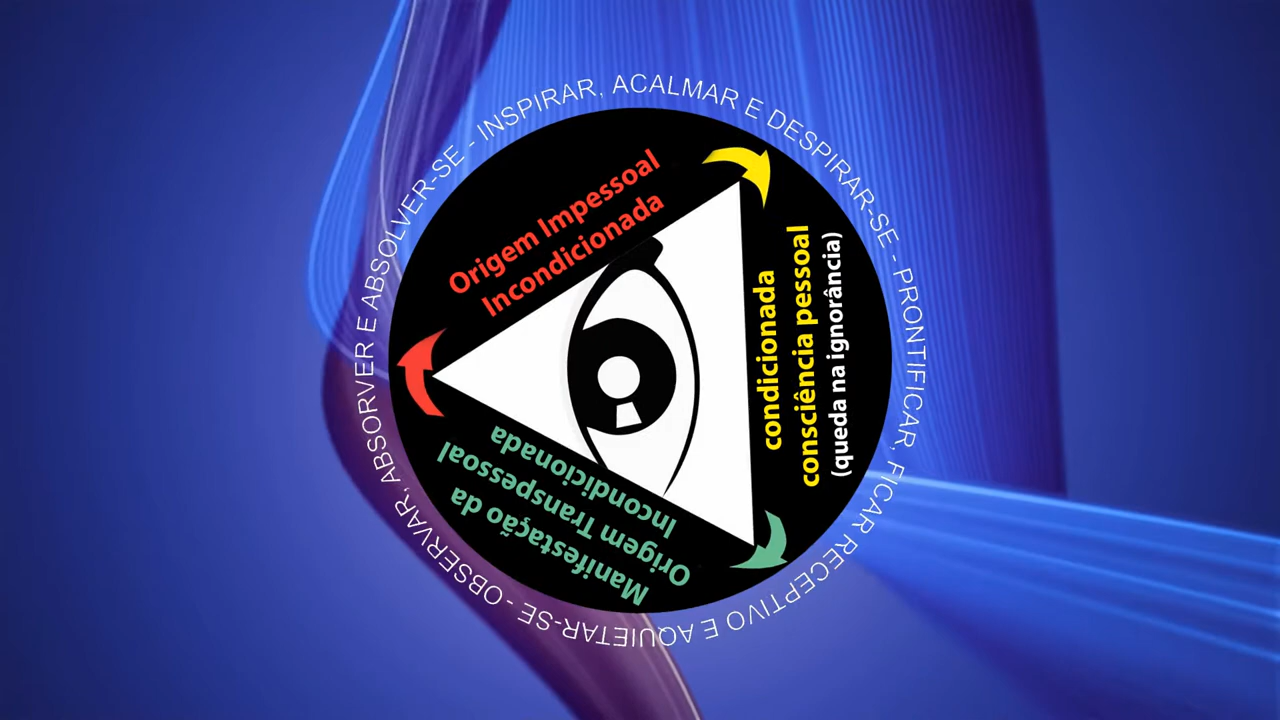 INSPIRAR, ACALMAR E DESPIRAR-SE - PRONTIFICAR, FICAR RECEPTIVO E AQUIETAR-SE - OBSERVAR, ABSORVER E ABSOLVER-SE -
Origem Impessoal
Incondicionada
condicionada
consciência pessoal
(queda na ignorância)
Manifestação da
Origem Transpessoal
Incondicionada